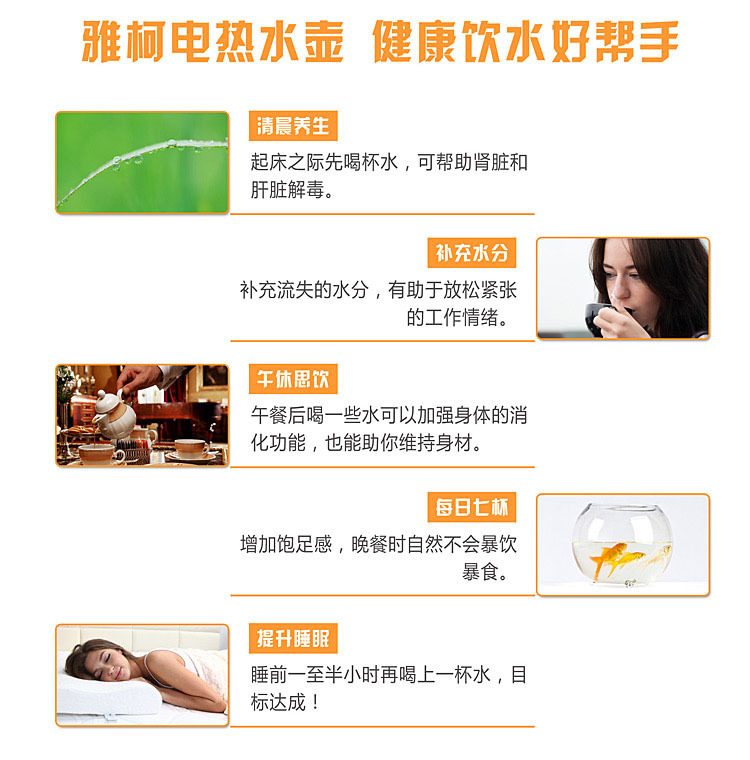 雅柯电热水壶 健康饮水好帮手
清晨养生
起床之际先喝杯水，可帮助肾脏和
肝脏解毒。
补充水分
补充流失的水分，有助于放松紧张
的工作情绪。
午休思饮
午餐后喝一些水可以加强身体的消
化功能，也能助你维持身材。
每日七杯
增加饱足感，晚餐时自然不会暴饮
暴食。
提升睡眠
睡前一至半小时再喝上一杯水，目
标达成！